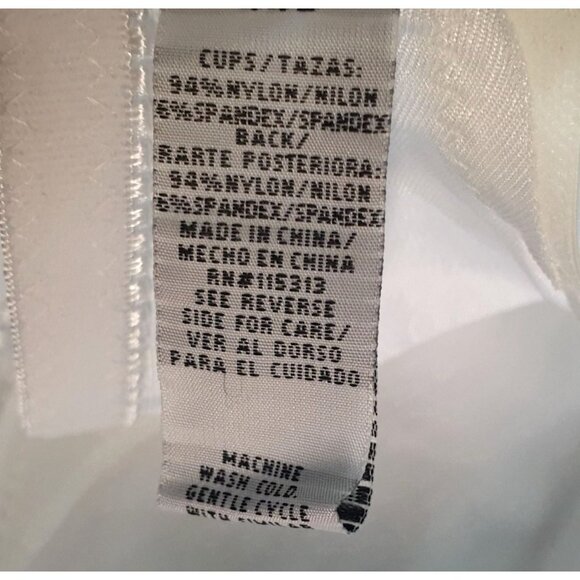 CUPS/TAZAS:
94%NYLON/NILON
6%SPANDEX/SPANDEX
BACK/
PARTE POSTERIORA:
94%NYLON/NILON
6%SPANDEX/SPANDEX
MADE IN CHINA/
MECHO EN CHINA
RN#115313
SEE REVERSE
SIDE FOR CARE/
VER AL DORSO
PARA EL CUIDADO
MACHINE
WASH COLD.
GENTLE CYCLE